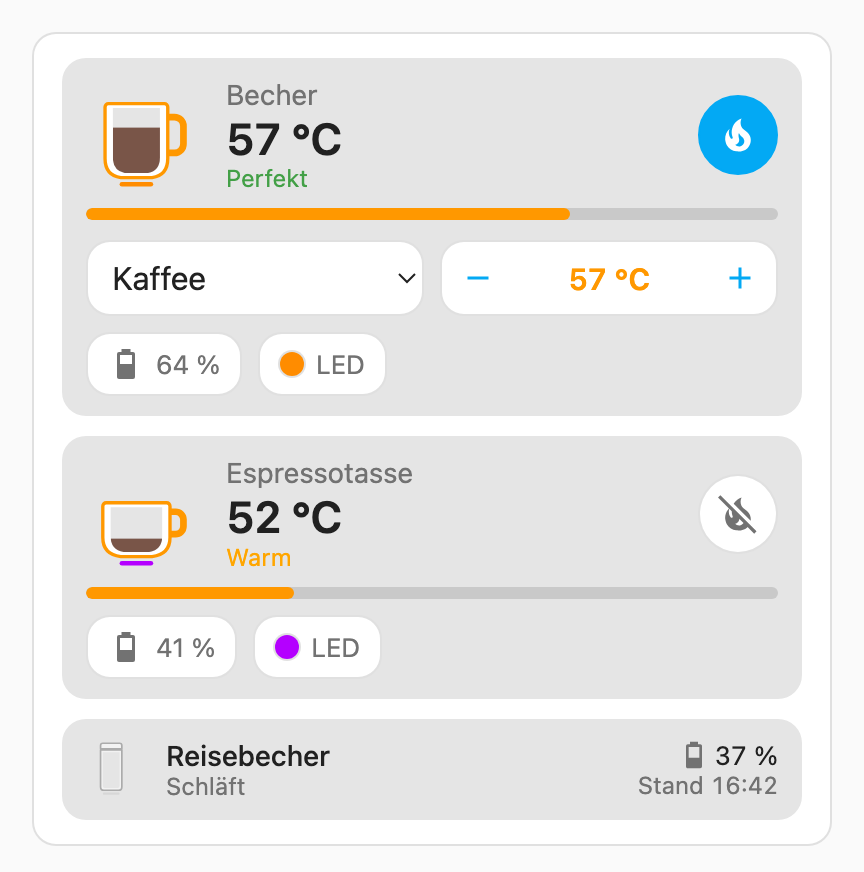 Becher
57 °C
Perfekt
Kaffee
− 57 °C +
64 % LED
Espressotasse
52 °C
Warm
41 % LED
Reisebecher 37 %
Schläft Stand 16:42